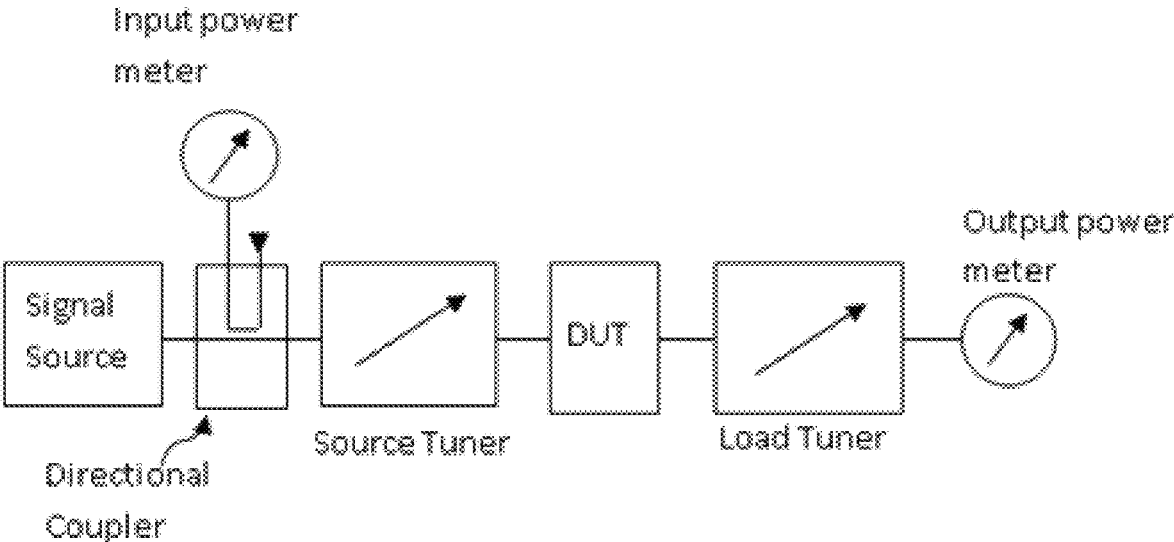 Input power
meter
Output power
meter
Signal
Source
DUT
Source Tuner
Load Tuner
Directional
Coupler